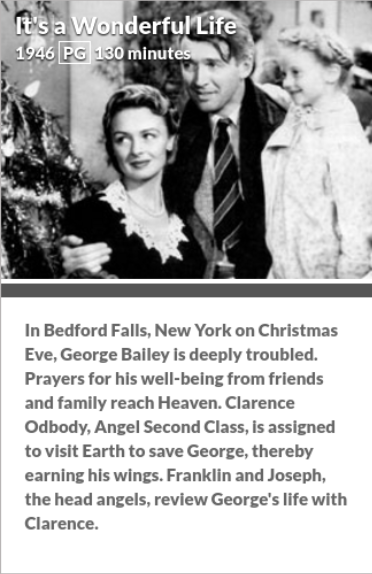 It's a Wonderful Life
1946 PG 130 minutes
In Bedford Falls, New York on Christmas
Eve, George Bailey is deeply troubled.
Prayers for his well-being from friends
and family reach Heaven. Clarence
Odbody, Angel Second Class, is assigned
to visit Earth to save George, thereby
earning his wings. Franklin and Joseph,
the head angels, review George's life with
Clarence.